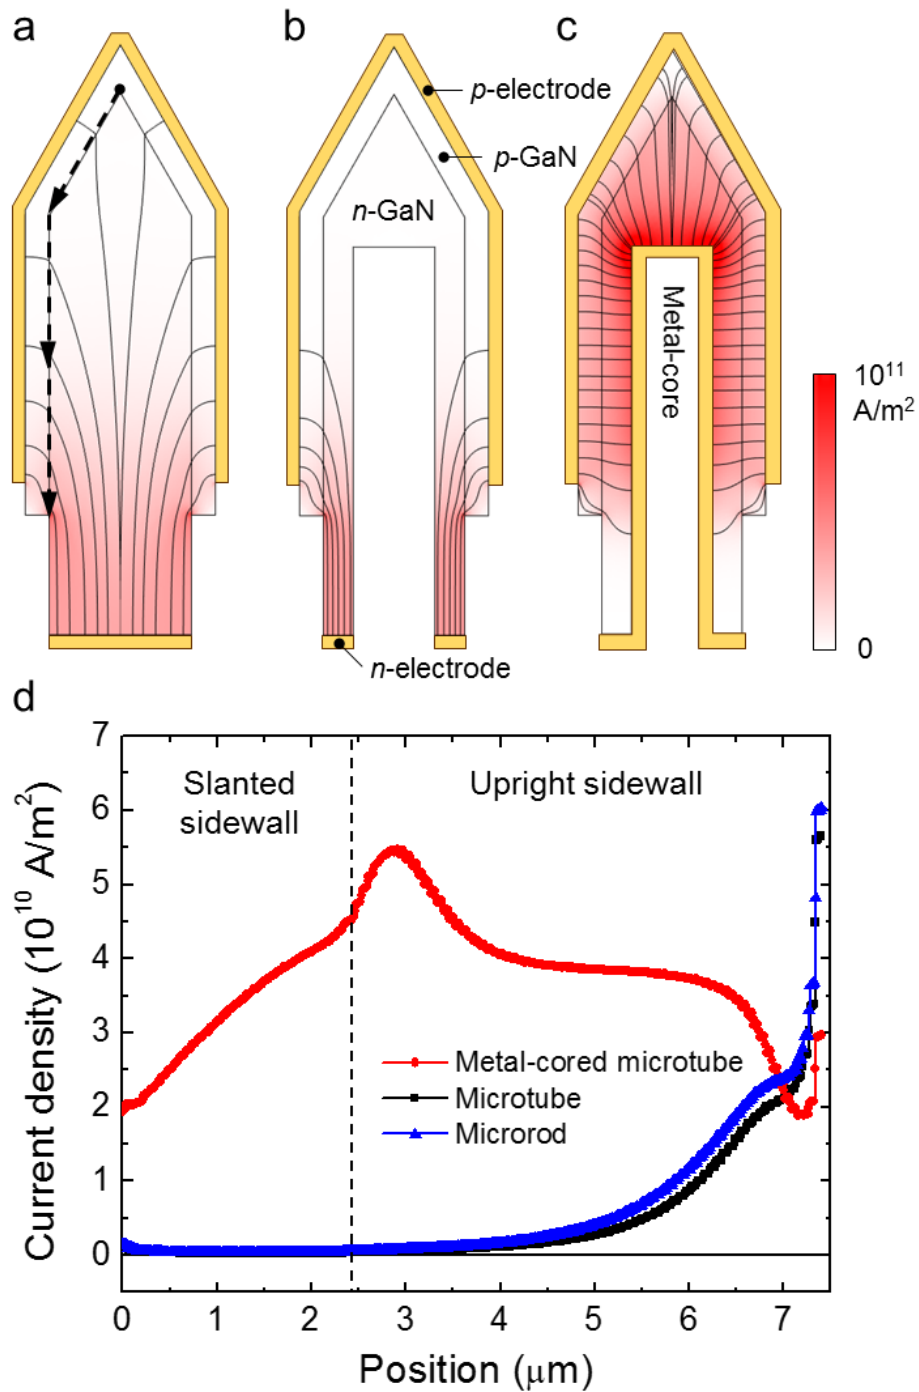 a
b
c
p-electrode
p-GaN
n-GaN
Metal-core
10¹¹
A/m²
0
n-electrode
d
7
6
5
4
3
2
1
0
Current density (10¹⁰ A/m²)
Slanted
sidewall
Upright sidewall
Metal-cored microtube
Microtube
Microrod
0 1 2 3 4 5 6 7
Position (μm)